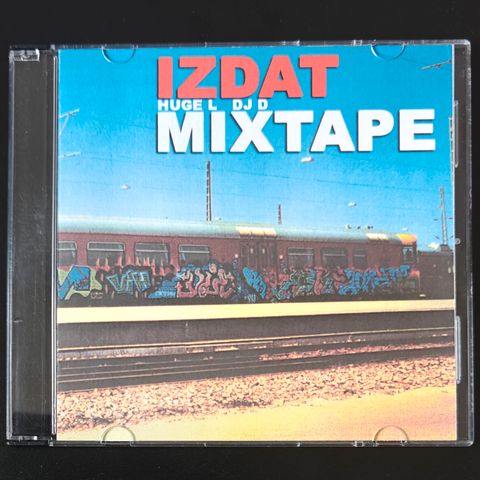 IZDAT
HUGE L DJ D
MIXTAPE